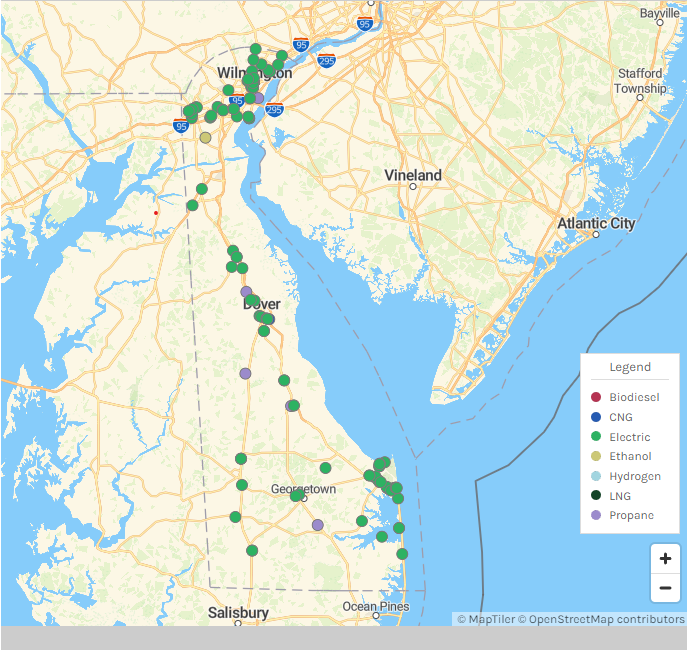 Bayville
95
95
295
Stafford
Township
Wilmington
95
295
95
Vineland
Atlantic City
Dover
Legend
Biodiesel
CNG
Electric
Ethanol
Hydrogen
LNG
Propane
Georgetown
+
−
Salisbury
Ocean Pines
© MapTiler © OpenStreetMap contributors